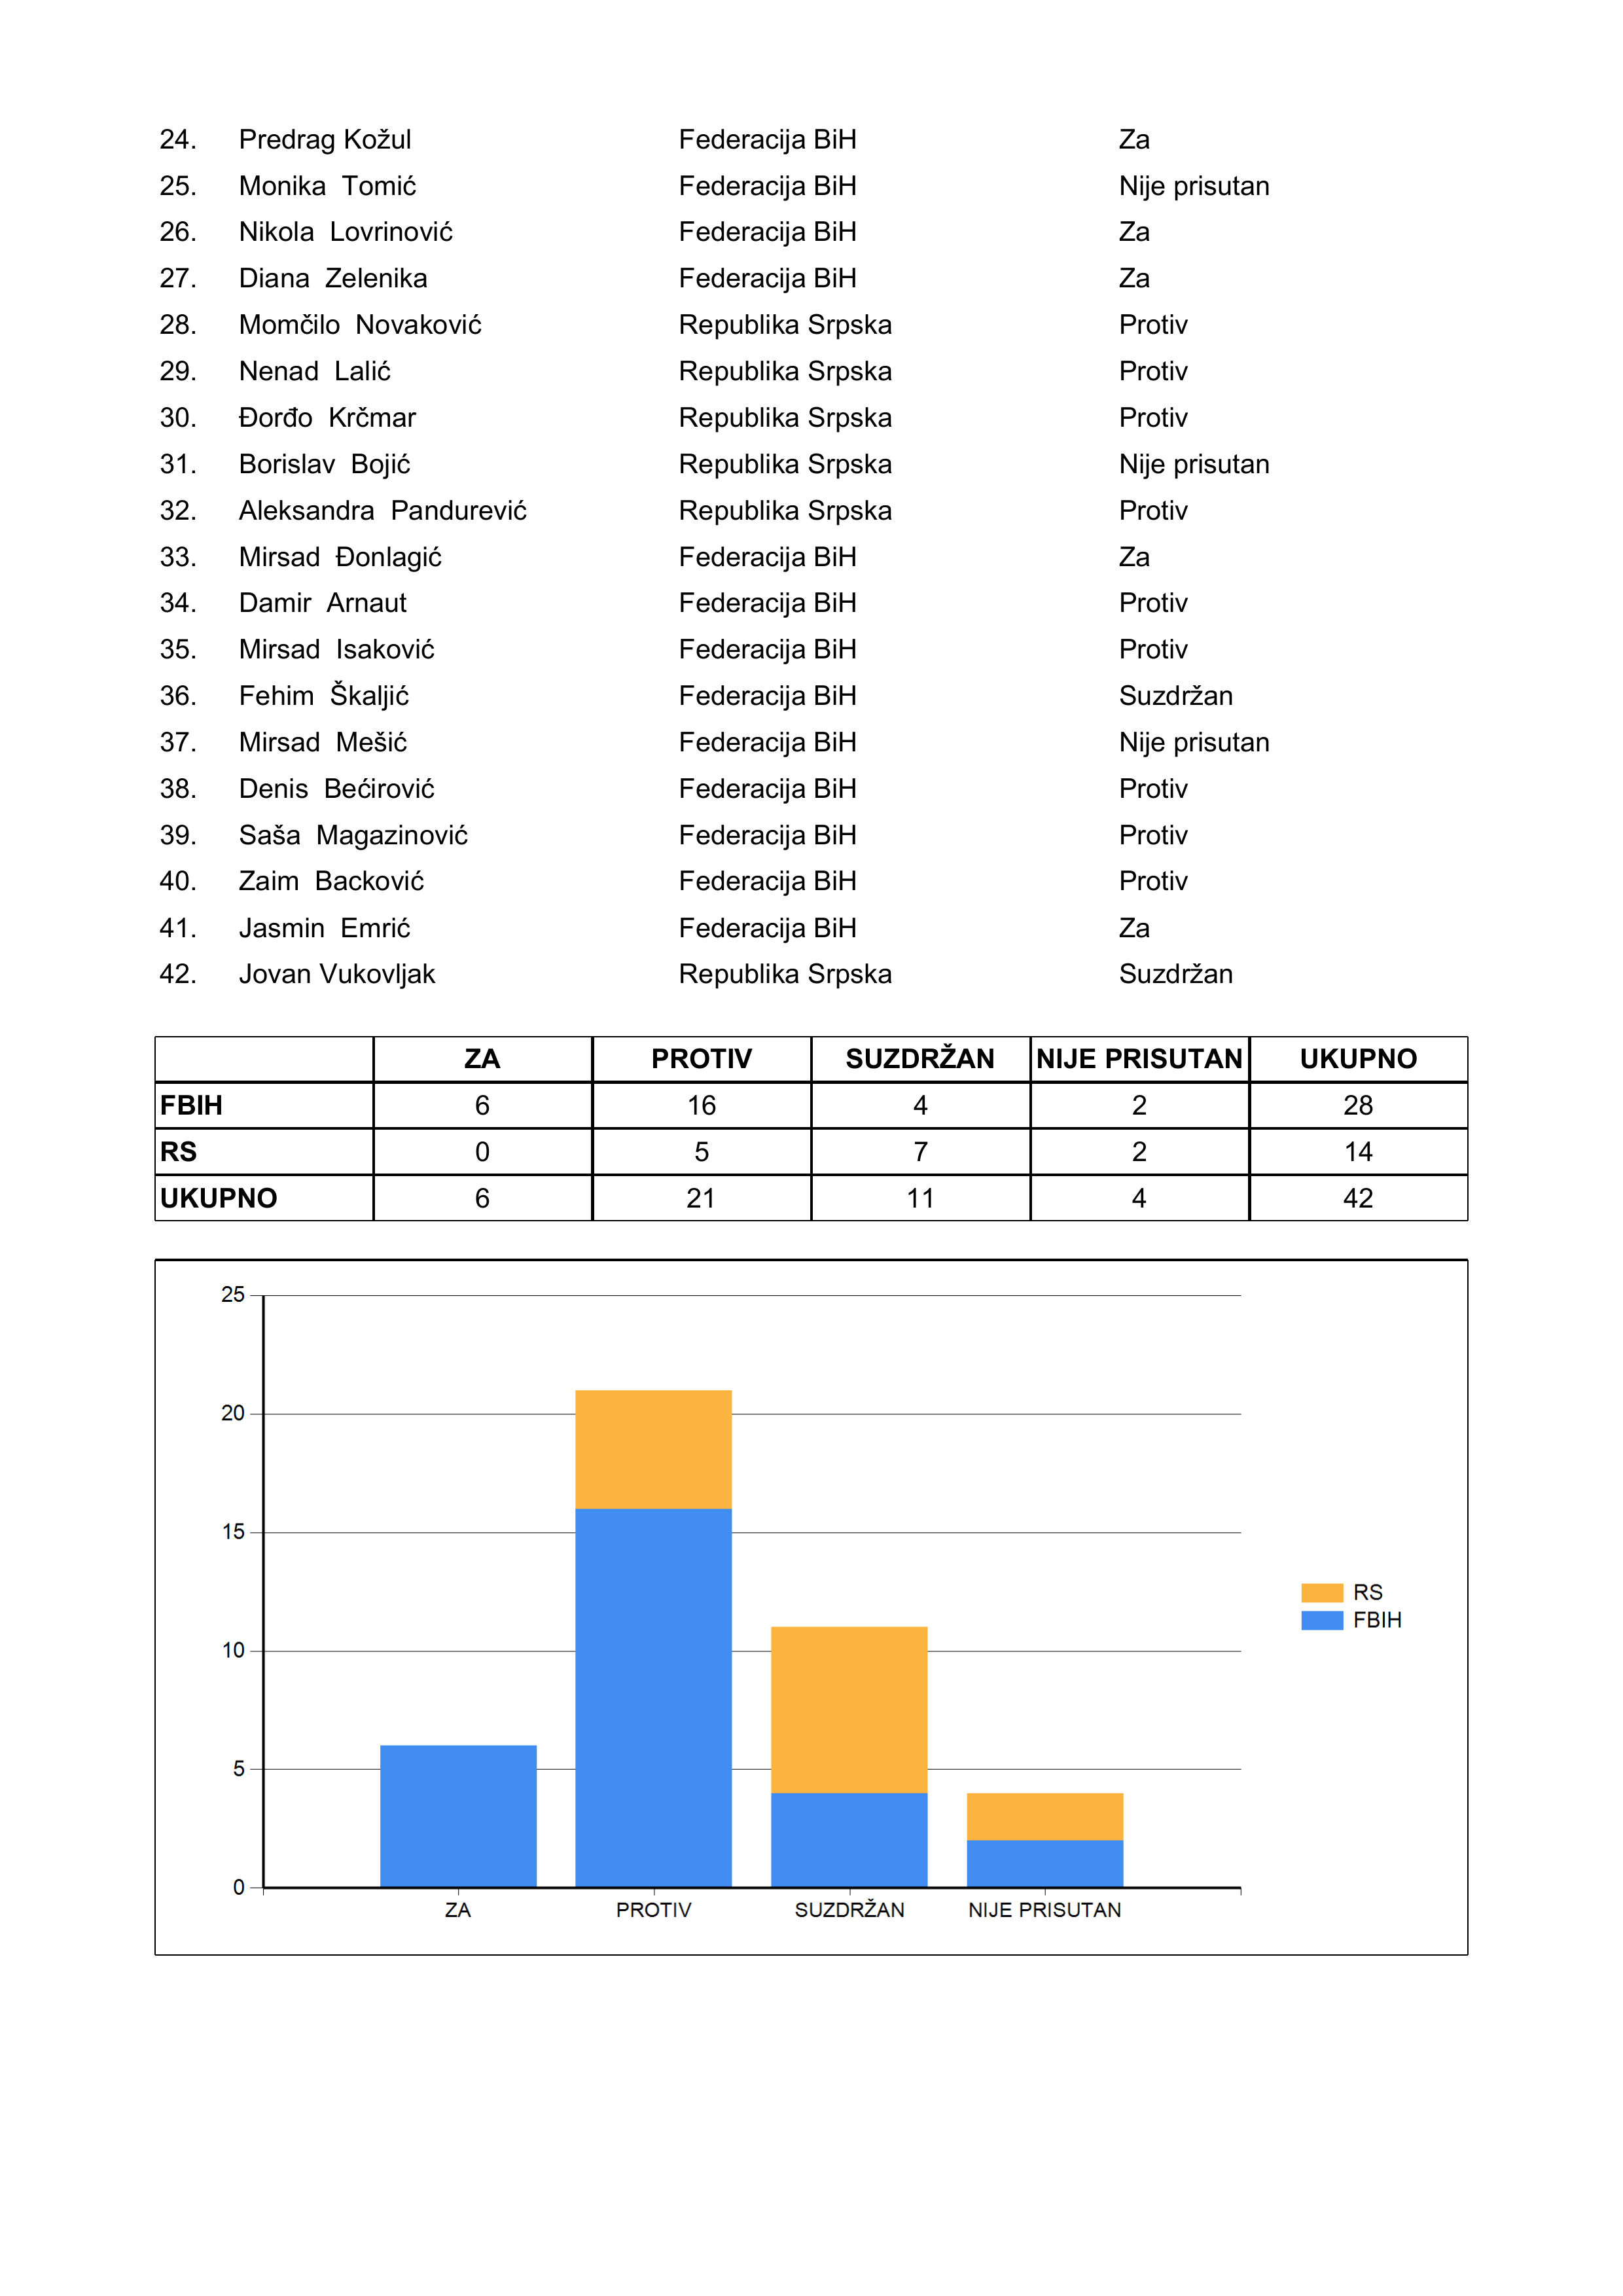 24. Predrag Kožul Federacija BiH Za
25. Monika Tomić Federacija BiH Nije prisutan
26. Nikola Lovrinović Federacija BiH Za
27. Diana Zelenika Federacija BiH Za
28. Momčilo Novaković Republika Srpska Protiv
29. Nenad Lalić Republika Srpska Protiv
30. Đorđo Krčmar Republika Srpska Protiv
31. Borislav Bojić Republika Srpska Nije prisutan
32. Aleksandra Pandurević Republika Srpska Protiv
33. Mirsad Đonlagić Federacija BiH Za
34. Damir Arnaut Federacija BiH Protiv
35. Mirsad Isaković Federacija BiH Protiv
36. Fehim Škaljić Federacija BiH Suzdržan
37. Mirsad Mešić Federacija BiH Nije prisutan
38. Denis Bećirović Federacija BiH Protiv
39. Saša Magazinović Federacija BiH Protiv
40. Zaim Backović Federacija BiH Protiv
41. Jasmin Emrić Federacija BiH Za
42. Jovan Vukovljak Republika Srpska Suzdržan
ZA PROTIV SUZDRŽAN NIJE PRISUTAN UKUPNO
FBIH 6 16 4 2 28
RS 0 5 7 2 14
UKUPNO 6 21 11 4 42
25
20
15
10
5
0
ZA PROTIV SUZDRŽAN NIJE PRISUTAN
RS
FBIH